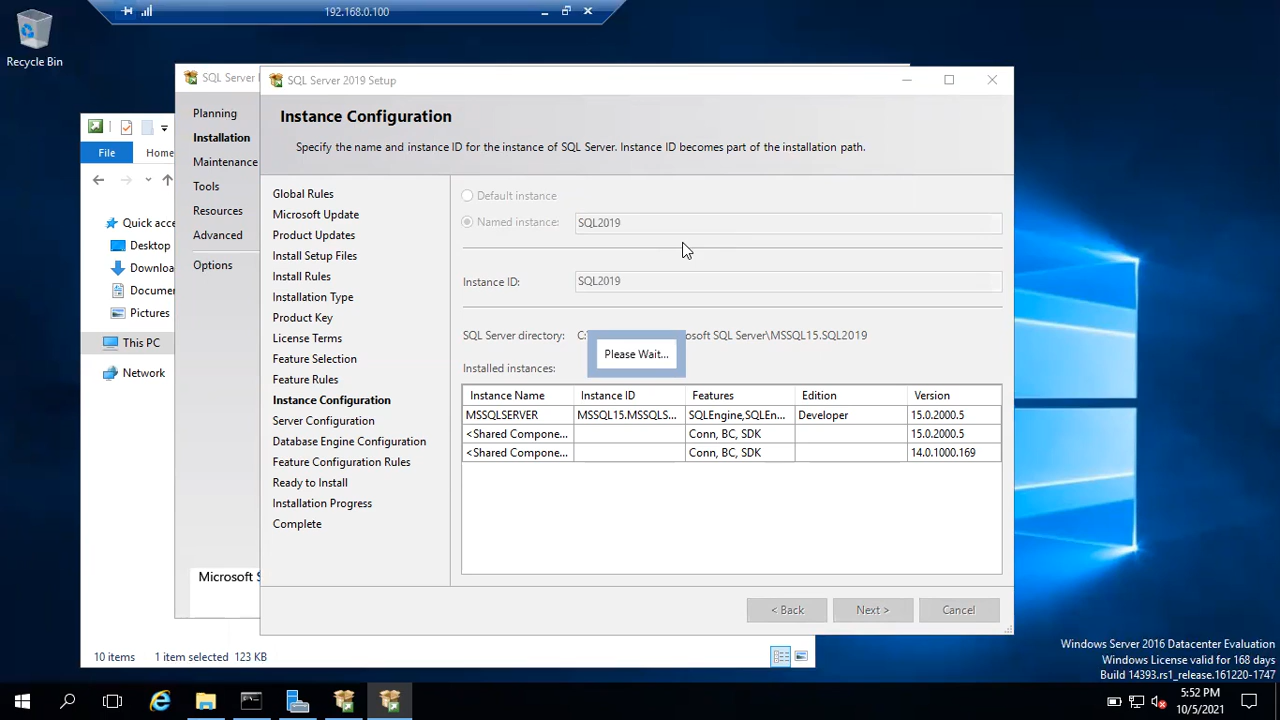 192.168.0.100
Recycle Bin
SQL Server
SQL Server 2019 Setup
Planning
Installation
Maintenance
Tools
Resources
Advanced
Options
Microsoft S
File
Home
Quick acce
Desktop
Downloa
Documen
Pictures
This PC
Network
10 items
1 item selected 123 KB
Instance Configuration
Specify the name and instance ID for the instance of SQL Server. Instance ID becomes part of the installation path.
Global Rules
Microsoft Update
Product Updates
Install Setup Files
Install Rules
Installation Type
Product Key
License Terms
Feature Selection
Feature Rules
Instance Configuration
Server Configuration
Database Engine Configuration
Feature Configuration Rules
Ready to Install
Installation Progress
Complete
Default instance
Named instance: SQL2019
Instance ID: SQL2019
SQL Server directory: C: osoft SQL Server\MSSQL15.SQL2019
Please Wait...
Installed instances:
Instance Name Instance ID Features Edition Version
MSSQLSERVER MSSQL15.MSSQLS... SQLEngine,SQLEn... Developer 15.0.2000.5
<Shared Compone... Conn, BC, SDK 15.0.2000.5
<Shared Compone... Conn, BC, SDK 14.0.1000.169
< Back Next > Cancel
Windows Server 2016 Datacenter Evaluation
Windows License valid for 168 days
Build 14393.rs1_release.161220-1747
5:52 PM
10/5/2021